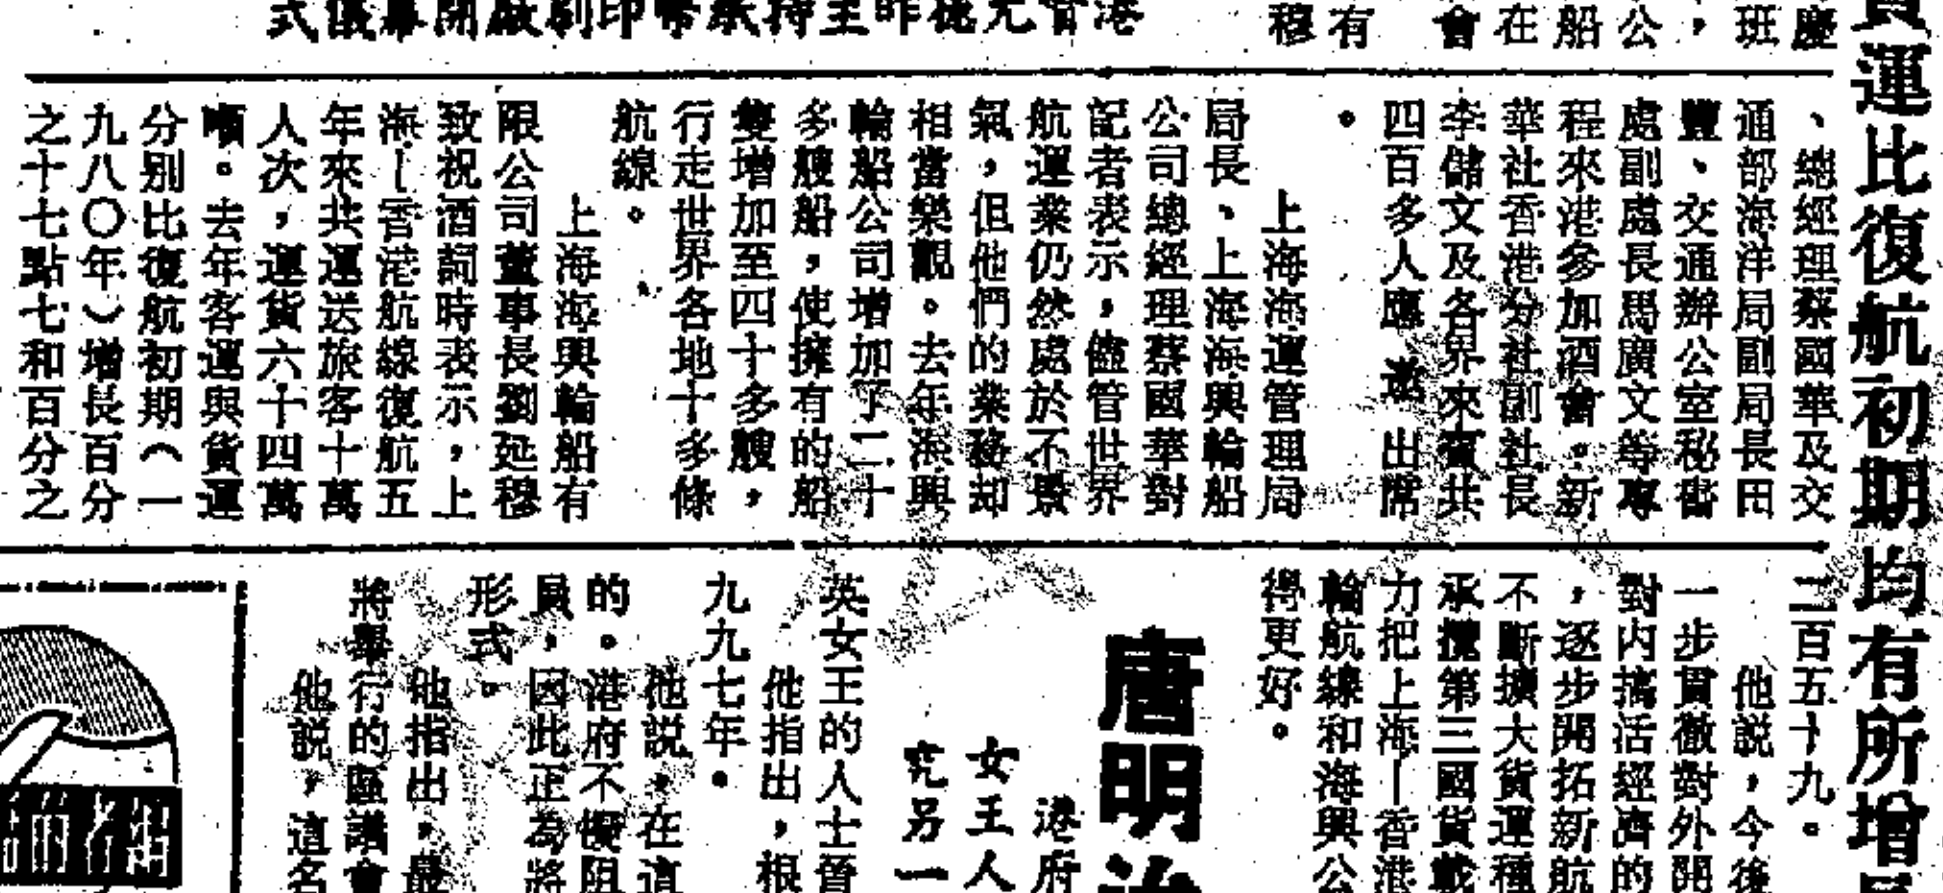 貨運比復航初期均有所增長
慶
班
，公
船
在
會
有
穆
港督尤德昨主持紙幣印刷廠開幕儀式
、總經理蔡國華及交
通部海洋局副局長田
豐、交通辦公室秘書
處副處長馬廣文等專
程來港參加酒會。新
華社香港分社副社長
李儲文及各界來賓共
四百多人應邀出席
。
上海海運管理局
局長、上海海興輪船
公司總經理蔡國華對
記者表示，儘管世界
航運業仍然處於不景
氣，但他們的業務却
相當樂觀。去年海興
輪船公司增加了二十
多艘船，使擁有的船
雙增加至四十多艘，
行走世界各地十多條
航線。
上海海興輪船有
限公司董事長劉延穆
致祝酒詞時表示，上
海—香港航線復航五
年來共運送旅客十萬
人次，運貨六十四萬
噸。去年客運與貨運
分別比復航初期（一
九八〇年）增長百分
之十七點七和百分之
二百五十九。
他說，今後
一步貫徹對外開
對內搞活經濟的
，逐步開拓新航
不斷擴大貨運種
承攬第三國貨載
力把上海—香港
輪航線和海興公
得更好。
唐明治
港府
女王人
究另一
英女王的人士晉
他指出，根
九九七年。
他說，在這
的。港府不擬阻
員，因此正為將
形式。
他指出，最
將舉行的區議會
他說，這名